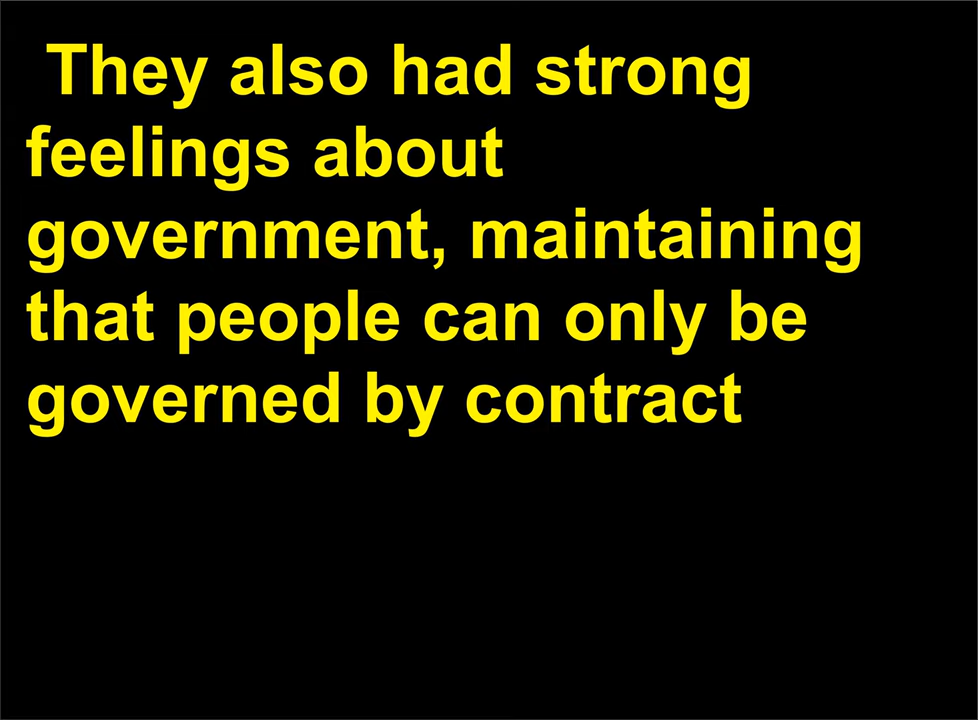 They also had strong
feelings about
government, maintaining
that people can only be
governed by contract